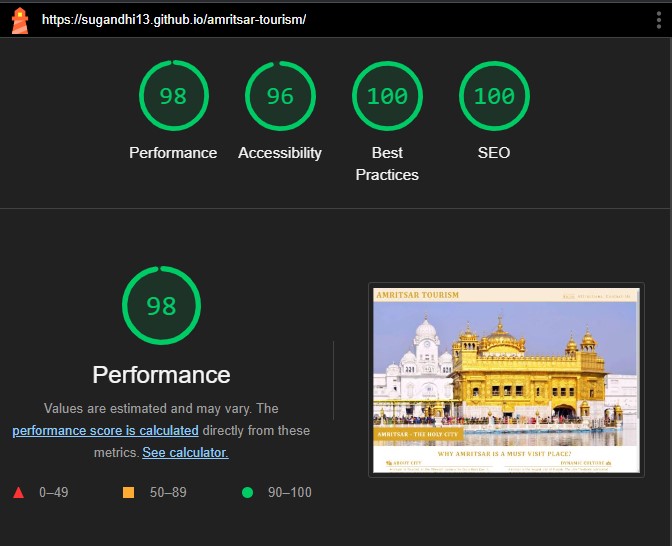 https://sugandhi13.github.io/amritsar-tourism/
98
96
100
100
Performance
Accessibility
Best
Practices
SEO
98
Performance
Values are estimated and may vary. The
performance score is calculated directly from these
metrics. See calculator.
0–49
50–89
90–100
AMRITSAR TOURISM
AMRITSAR - THE HOLY CITY
WHY AMRITSAR IS A MUST VISIT PLACE?
ABOUT CITY
DYNAMIC CULTURE